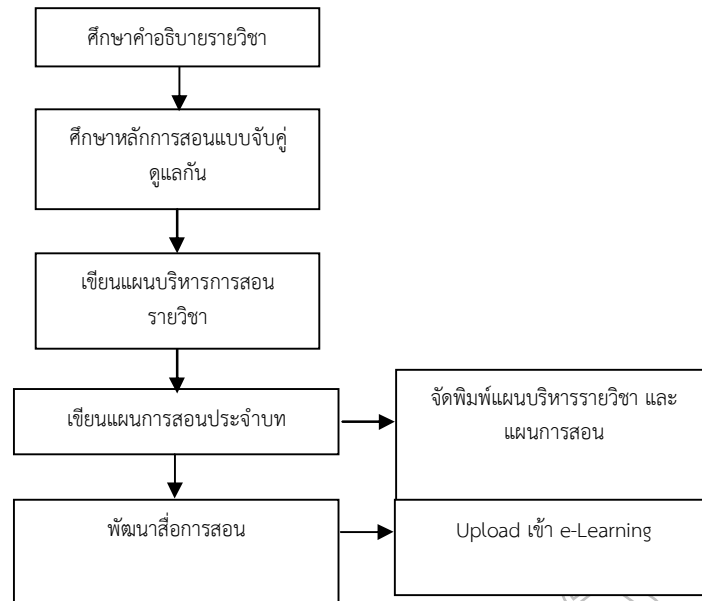 ศึกษาคำอธิบายรายวิชา
ศึกษาหลักการสอนแบบจับคู่
ดูแลกัน
เขียนแผนบริหารการสอน
รายวิชา
เขียนแผนการสอนประจำบท
จัดพิมพ์แผนบริหารรายวิชา และ
แผนการสอน
พัฒนาสื่อการสอน
Upload เข้า e-Learning